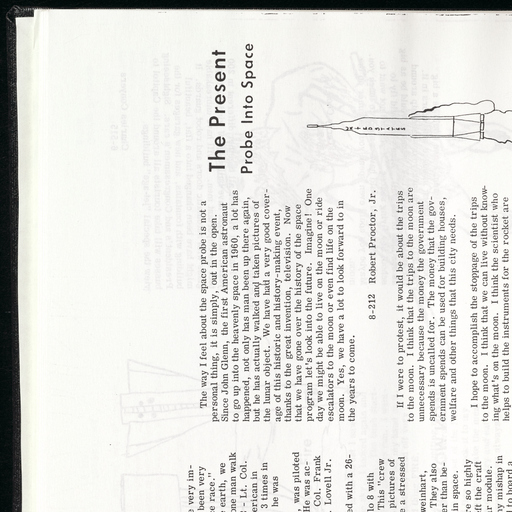 The Present
Probe Into Space
UNITED STATES
The way I feel about the space probe is not a
personal thing, it is simply, out in the open.
Since John Glenn, the first American astronaut
to go up into the heavenly space in 1960, a lot has
happened, not only has man been up there again,
but he has actually walked and taken pictures of
the lunar object. We have had a very good cover-
age of this historic and history-making event,
thanks to the great invention, television. Now
that we have gone over the history of the space
program let's look into the future. Imagine! One
day we might be able to live on the moon or ride
escalators to the moon or even find life on the
moon. Yes, we have a lot to look forward to in
the years to come.
8-212 Robert Proctor, Jr.
If I were to protest, it would be about the trips
to the moon. I think that the trips to the moon are
unnecessary because the money the government
spends is uncalled for. The money that the gov-
ernment spends can be used for building houses,
welfare and other things that this city needs.
I hope to accomplish the stoppage of the trips
to the moon. I think that we can live without know-
ing what's on the moon. I think the scientist who
helps to build the instruments for the rocket are
very im-
been very
e race."
r earth, we
one man walk
- Lt. Col.
erican in
3 times in
he was
was piloted
He was ac-
Col. Frank
Lovell Jr.
ed with a 26-
lo 8 with
This "crew
pictures of
e a stressed
weinhart,
They also
er than be-
in space.
re so highly
ft the craft
r module.
y mishap in
to board a